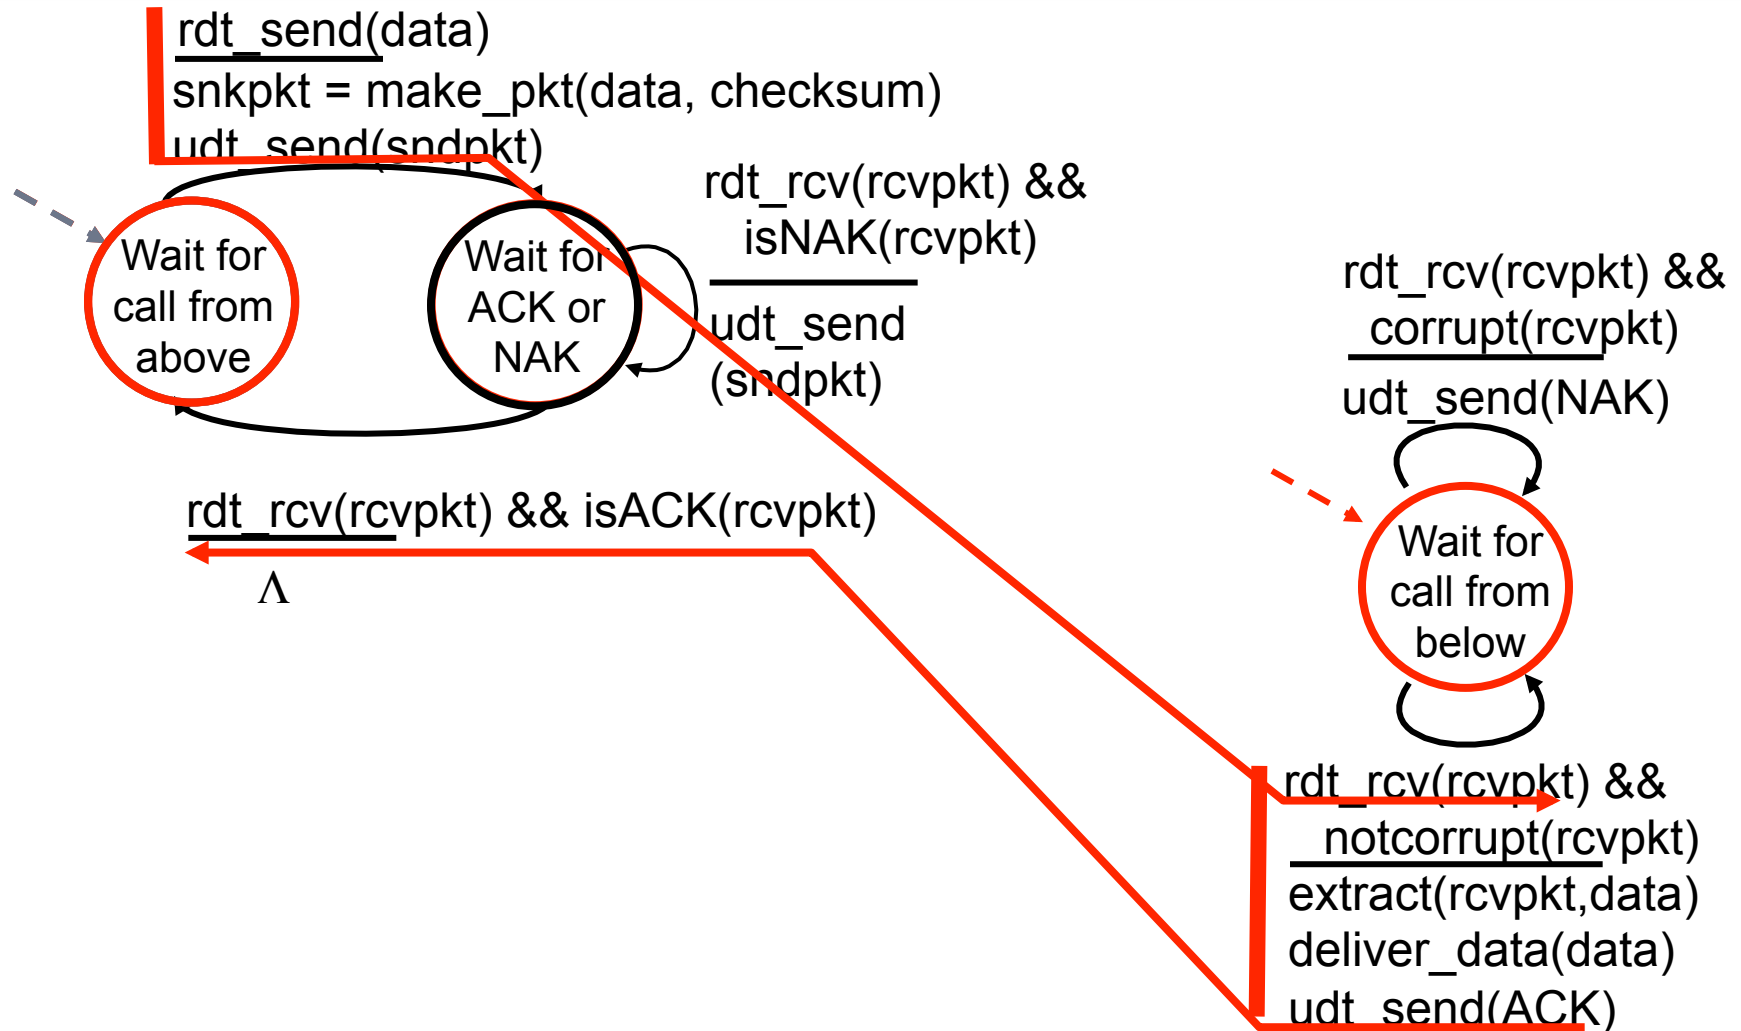 rdt_send(data)
snkpkt = make_pkt(data, checksum)
udt_send(sndpkt)
Wait for
call from
above
Wait for
ACK or
NAK
rdt_rcv(rcvpkt) &&
isNAK(rcvpkt)
udt_send
(sndpkt)
rdt_rcv(rcvpkt) && isACK(rcvpkt)
Λ
rdt_rcv(rcvpkt) &&
corrupt(rcvpkt)
udt_send(NAK)
Wait for
call from
below
rdt_rcv(rcvpkt) &&
notcorrupt(rcvpkt)
extract(rcvpkt,data)
deliver_data(data)
udt_send(ACK)